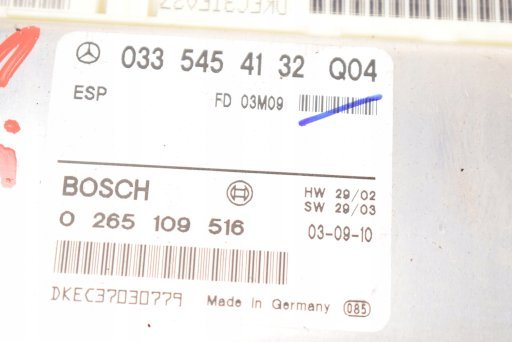 033 545 41 32 Q04
ESP FD 03M09
BOSCH HW 29/02
SW 29/03
0 265 109 516 03-09-10
DKEC37030779 Made in Germany 085